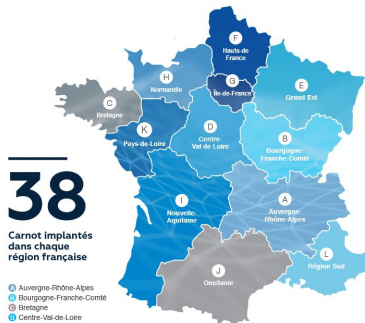 F
Hauts-de
France
H
Normandie
G
Île-de-France
E
Grand Est
C
Bretagne
K
Pays-de-Loire
D
Centre-
Val de Loire
B
Bourgogne-
Franche-Comté
38
Carnot implantés
dans chaque
région française
I
Nouvelle-
Aquitaine
A
Auvergne-
Rhône-Alpes
J
Occitanie
L
Région Sud
A Auvergne-Rhône-Alpes
B Bourgogne-Franche-Comté
C Bretagne
D Centre-Val-de-Loire